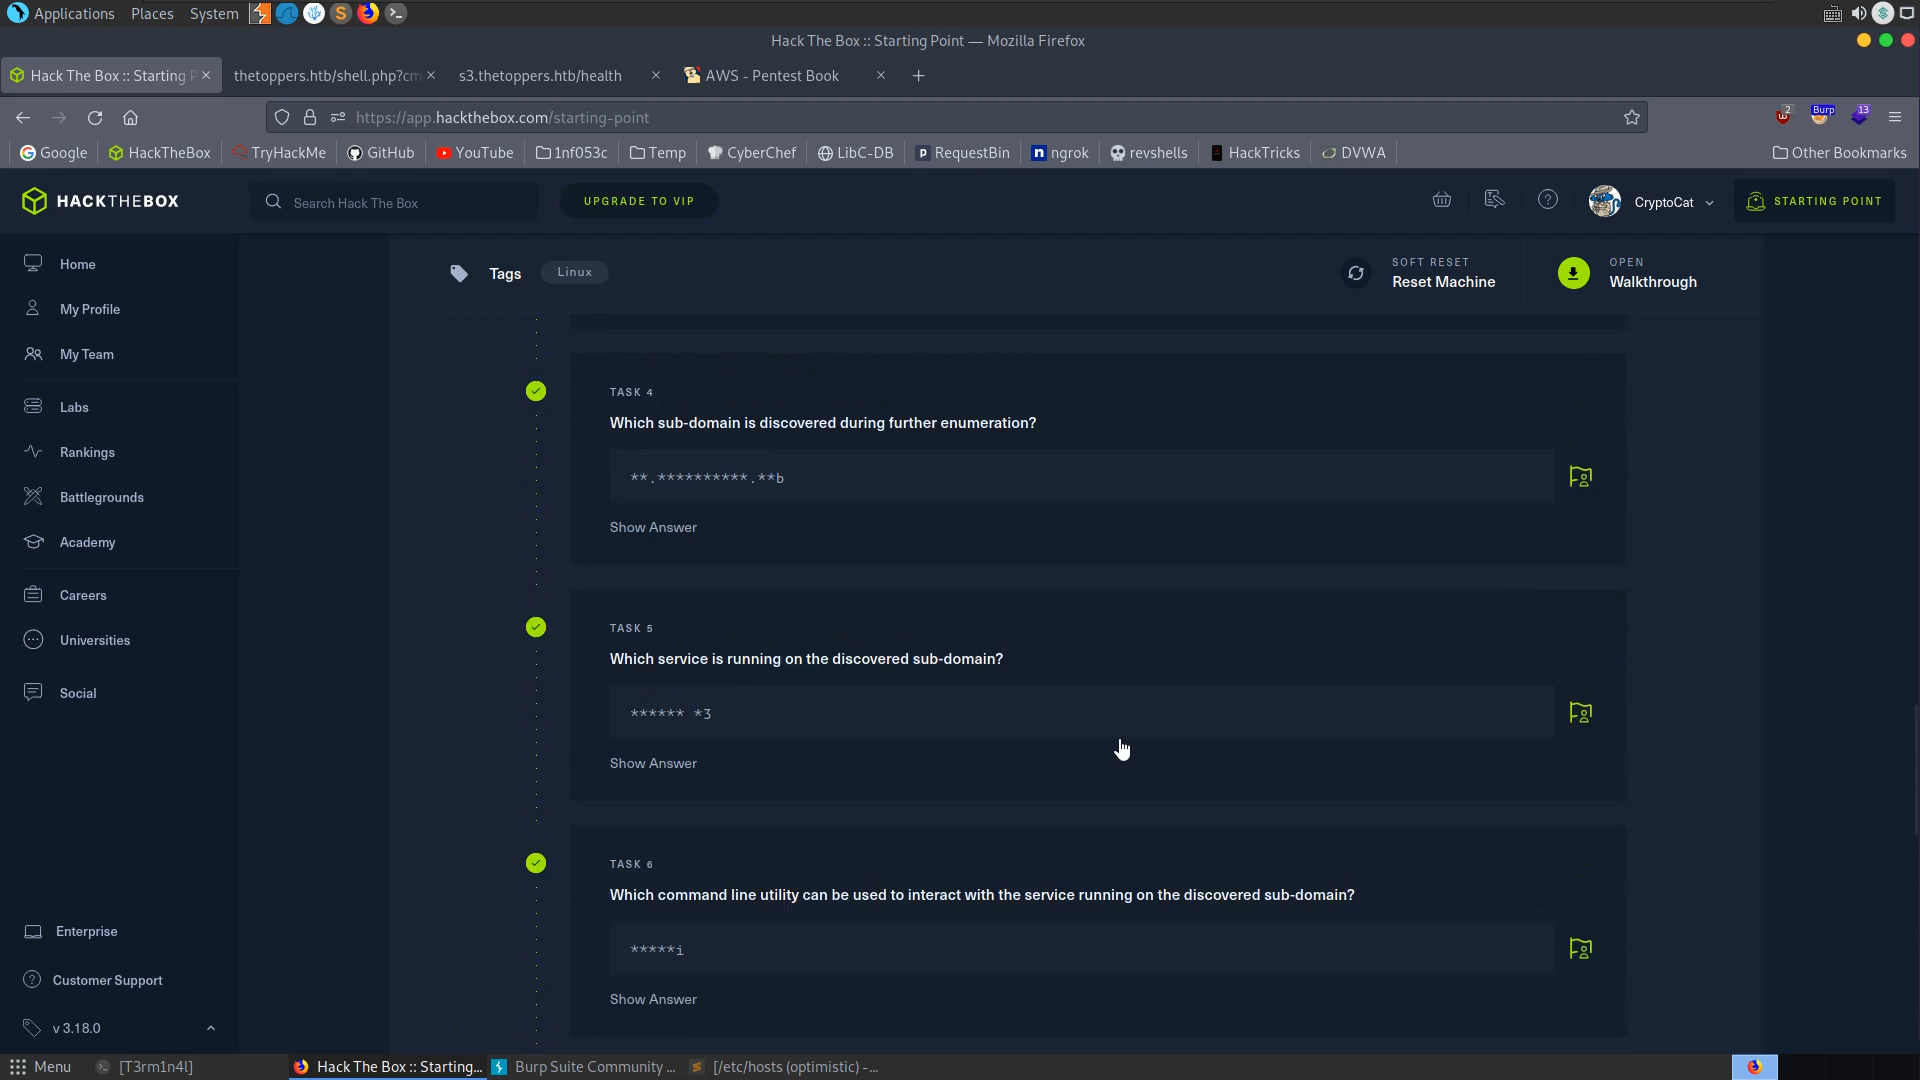 Applications Places System
Hack The Box :: Starting Point — Mozilla Firefox
Hack The Box :: Starting P
thetoppers.htb/shell.php?cm
s3.thetoppers.htb/health
AWS - Pentest Book
https://app.hackthebox.com/starting-point
2
Burp
13
Google
HackTheBox
TryHackMe
GitHub
YouTube
1nf053c
Temp
CyberChef
LibC-DB
RequestBin
ngrok
revshells
HackTricks
DVWA
Other Bookmarks
HACKTHEBOX
Search Hack The Box
UPGRADE TO VIP
CryptoCat
STARTING POINT
Home
My Profile
My Team
Labs
Rankings
Battlegrounds
Academy
Careers
Universities
Social
Enterprise
Customer Support
v 3.18.0
Tags
Linux
SOFT RESET
Reset Machine
OPEN
Walkthrough
TASK 4
Which sub-domain is discovered during further enumeration?
**.**********.**b
Show Answer
TASK 5
Which service is running on the discovered sub-domain?
****** *3
Show Answer
TASK 6
Which command line utility can be used to interact with the service running on the discovered sub-domain?
*****i
Show Answer
Menu
[T3rm1n4l]
Hack The Box :: Starting...
Burp Suite Community ...
[/etc/hosts (optimistic) -...